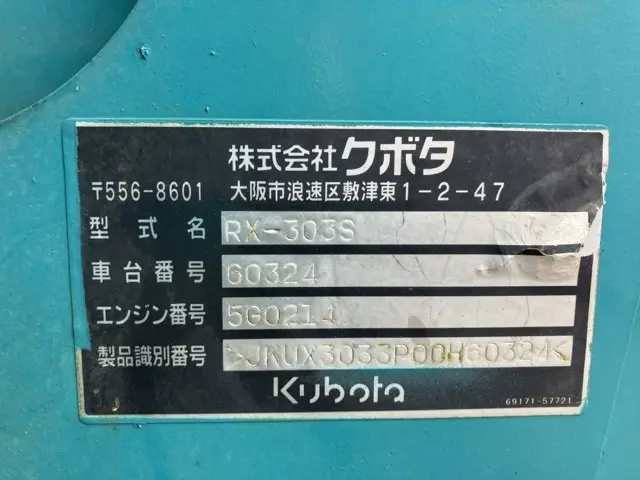 株式会社クボタ
〒556-8601 大阪市浪速区敷津東1-2-47
型式名 RX-303S
車台番号 60324
エンジン番号 5G0214
製品識別番号 >JKUX3033P00H60324<
Kubota
69171-57721